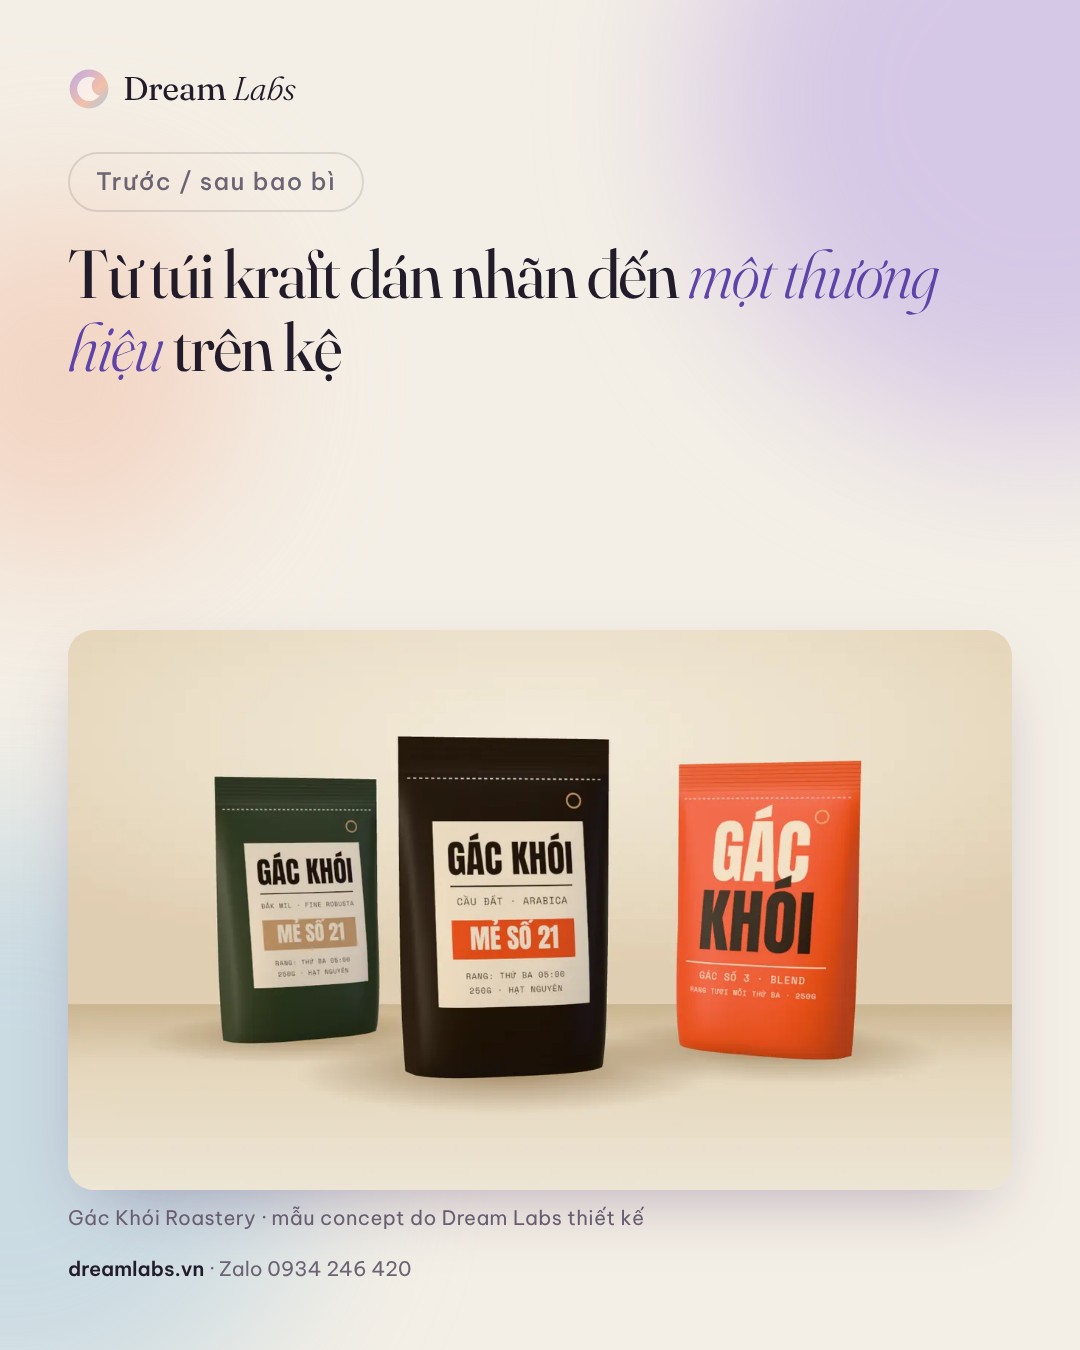 Dream Labs
Trước / sau bao bì
Từ túi kraft dán nhãn đến một thương
hiệu trên kệ
GÁC KHÓI
ĐẮK MIL · FINE ROBUSTA
MẺ SỐ 21
RANG: THỨ BA 05:00
250G · HẠT NGUYÊN
GÁC KHÓI
CẦU ĐẤT · ARABICA
MẺ SỐ 21
RANG: THỨ BA 05:00
250G · HẠT NGUYÊN
GÁC
KHÓI
GÁC SỐ 3 · BLEND
RANG TƯƠI MỖI THỨ BA · 250G
Gác Khói Roastery · mẫu concept do Dream Labs thiết kế
dreamlabs.vn · Zalo 0934 246 420